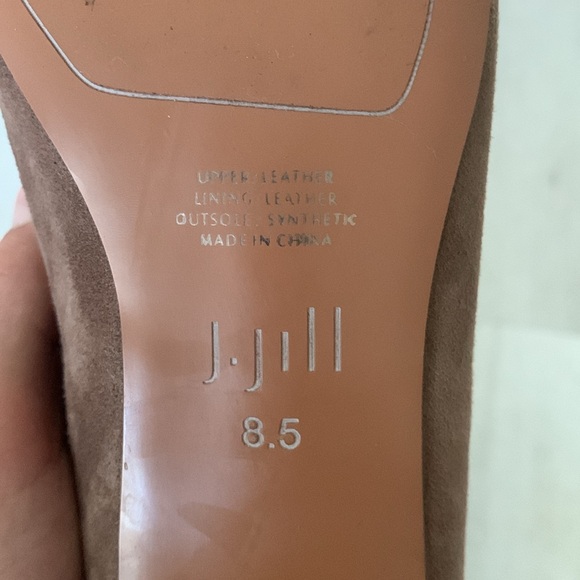 UPPER: LEATHER
LINING: LEATHER
OUTSOLE: SYNTHETIC
MADE IN CHINA
J.Jill
8.5